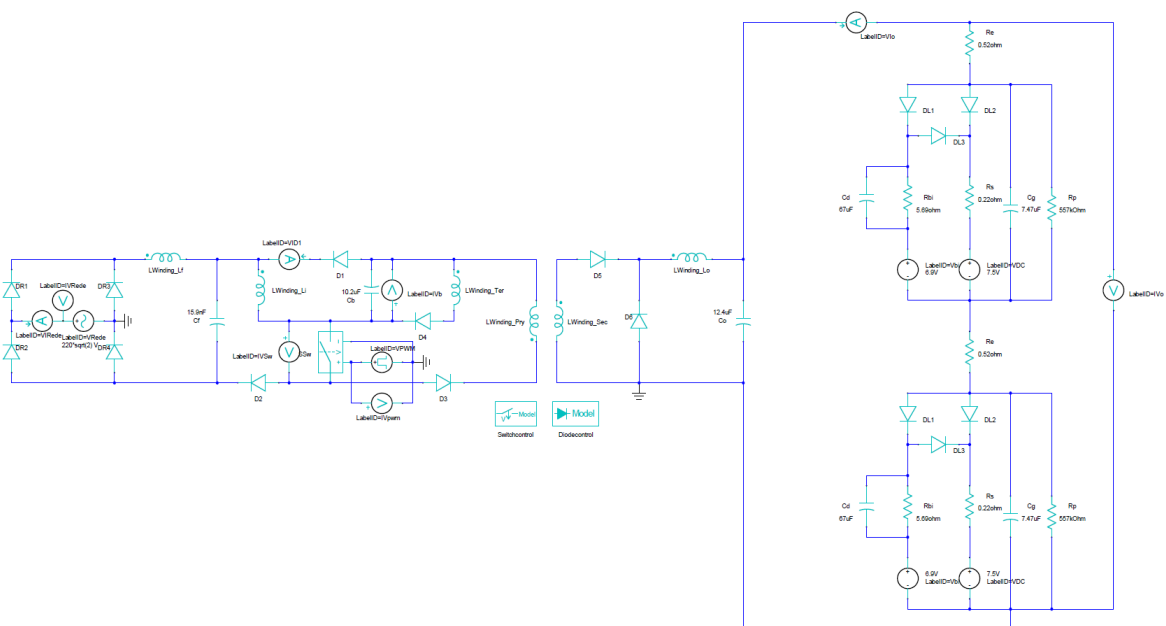 LabelID=VIo
Re
0.52ohm
DL1
DL2
DL3
Cd
67uF
Rbi
5.69ohm
Rs
0.22ohm
Cg
7.47uF
Rp
557kOhm
LabelID=Vb
6.9V
LabelID=VDC
7.5V
LabelID=IVo
LabelID=VID1
D1
LWinding_Lf
DR1
LabelID=IVRede
DR3
LWinding_Li
10.2uF
Cb
LabelID=IVb
LWinding_Ter
D5
LWinding_Lo
LabelID=VIRede
LabelID=VRede
220*sqrt(2) V
DR2
DR4
15.9nF
Cf
D4
LWinding_Pry
LWinding_Sec
D6
12.4uF
Co
LabelID=IVSw
SSw
LabelID=VPWM
D2
D3
LabelID=IVpwm
Model
Switchcontrol
Model
Diodecontrol
Re
0.52ohm
DL1
DL2
DL3
Cd
67uF
Rbi
5.69ohm
Rs
0.22ohm
Cg
7.47uF
Rp
557kOhm
6.9V
LabelID=Vb
7.5V
LabelID=VDC